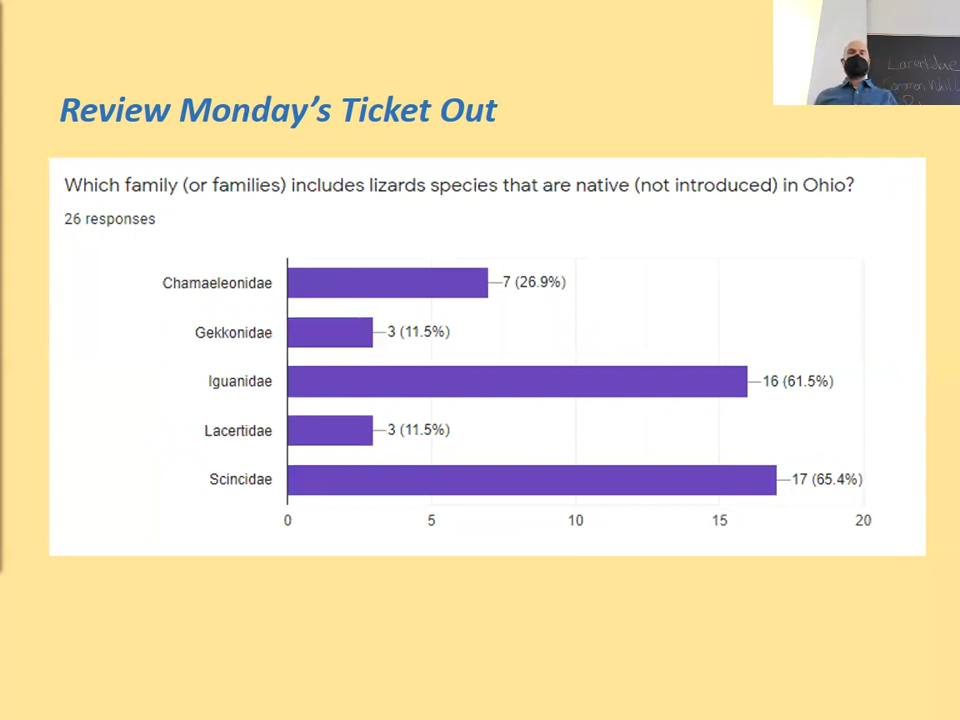 Review Monday's Ticket Out
Which family (or families) includes lizards species that are native (not introduced) in Ohio?
26 responses
Chamaeleonidae 7 (26.9%)
Gekkonidae 3 (11.5%)
Iguanidae 16 (61.5%)
Lacertidae 3 (11.5%)
Scincidae 17 (65.4%)
0 5 10 15 20
Lacertidae
Common Wall